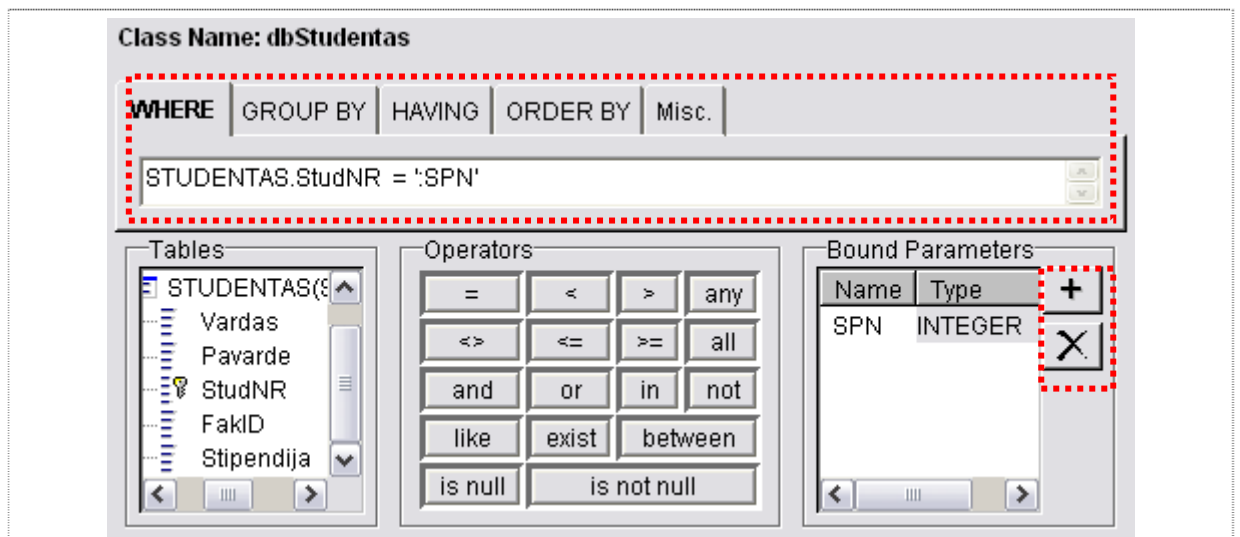 Class Name: dbStudentas
WHERE GROUP BY HAVING ORDER BY Misc.
STUDENTAS.StudNR = ':SPN'
Tables
STUDENTAS(S
Vardas
Pavarde
StudNR
FakID
Stipendija
Operators
= < > any
<> <= >= all
and or in not
like exist between
is null is not null
Bound Parameters
Name Type
SPN INTEGER
+
X